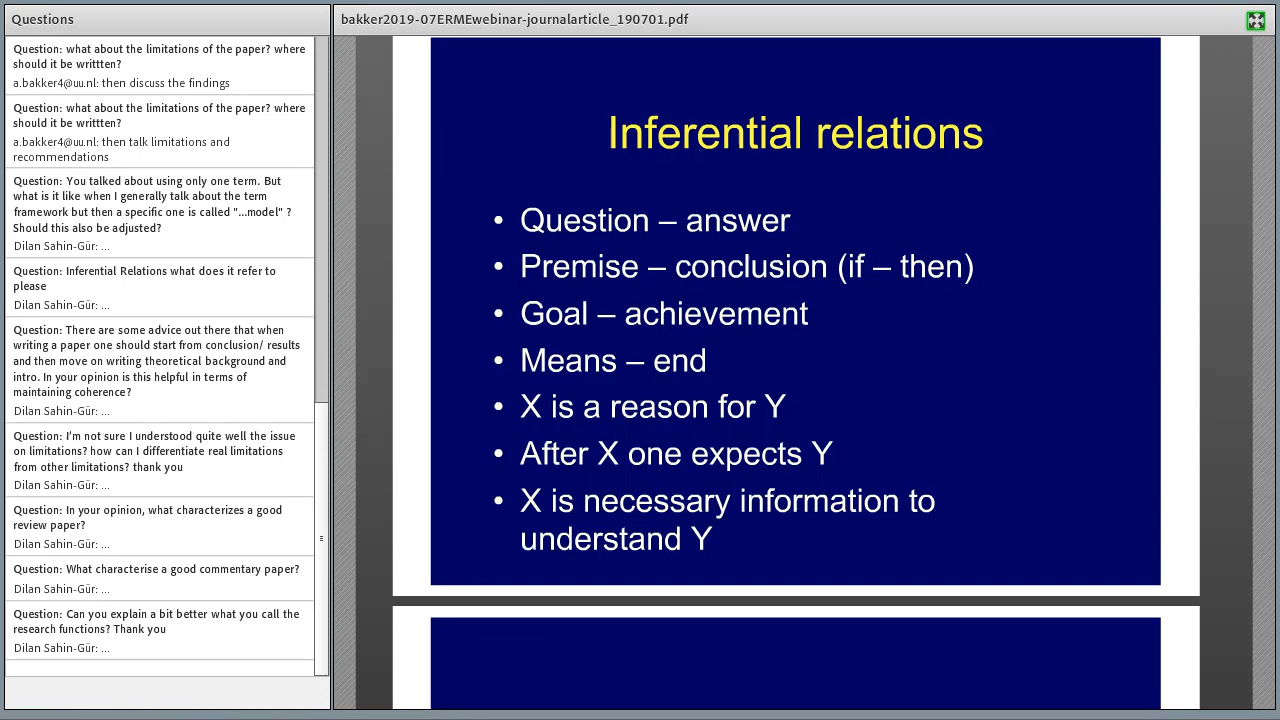 Questions
Question: what about the limitations of the paper? where
should it be writtten?
a.bakker4@uu.nl: then discuss the findings
Question: what about the limitations of the paper? where
should it be writtten?
a.bakker4@uu.nl: then talk limitations and
recommendations
Question: You talked about using only one term. But
what is it like when I generally talk about the term
framework but then a specific one is called "...model" ?
Should this also be adjusted?
Dilan Sahin-Gür: ...
Question: Inferential Relations what does it refer to
please
Dilan Sahin-Gür: ...
Question: There are some advice out there that when
writing a paper one should start from conclusion/ results
and then move on writing theoretical background and
intro. In your opinion is this helpful in terms of
maintaining coherence?
Dilan Sahin-Gür: ...
Question: I'm not sure I understood quite well the issue
on limitations? how can I differentiate real limitations
from other limitations? thank you
Dilan Sahin-Gür: ...
Question: In your opinion, what characterizes a good
review paper?
Dilan Sahin-Gür: ...
Question: What characterise a good commentary paper?
Dilan Sahin-Gür: ...
Question: Can you explain a bit better what you call the
research functions? Thank you
Dilan Sahin-Gür: ...
bakker2019-07ERMEwebinar-journalarticle_190701.pdf
Inferential relations
• Question – answer
• Premise – conclusion (if – then)
• Goal – achievement
• Means – end
• X is a reason for Y
• After X one expects Y
• X is necessary information to
understand Y